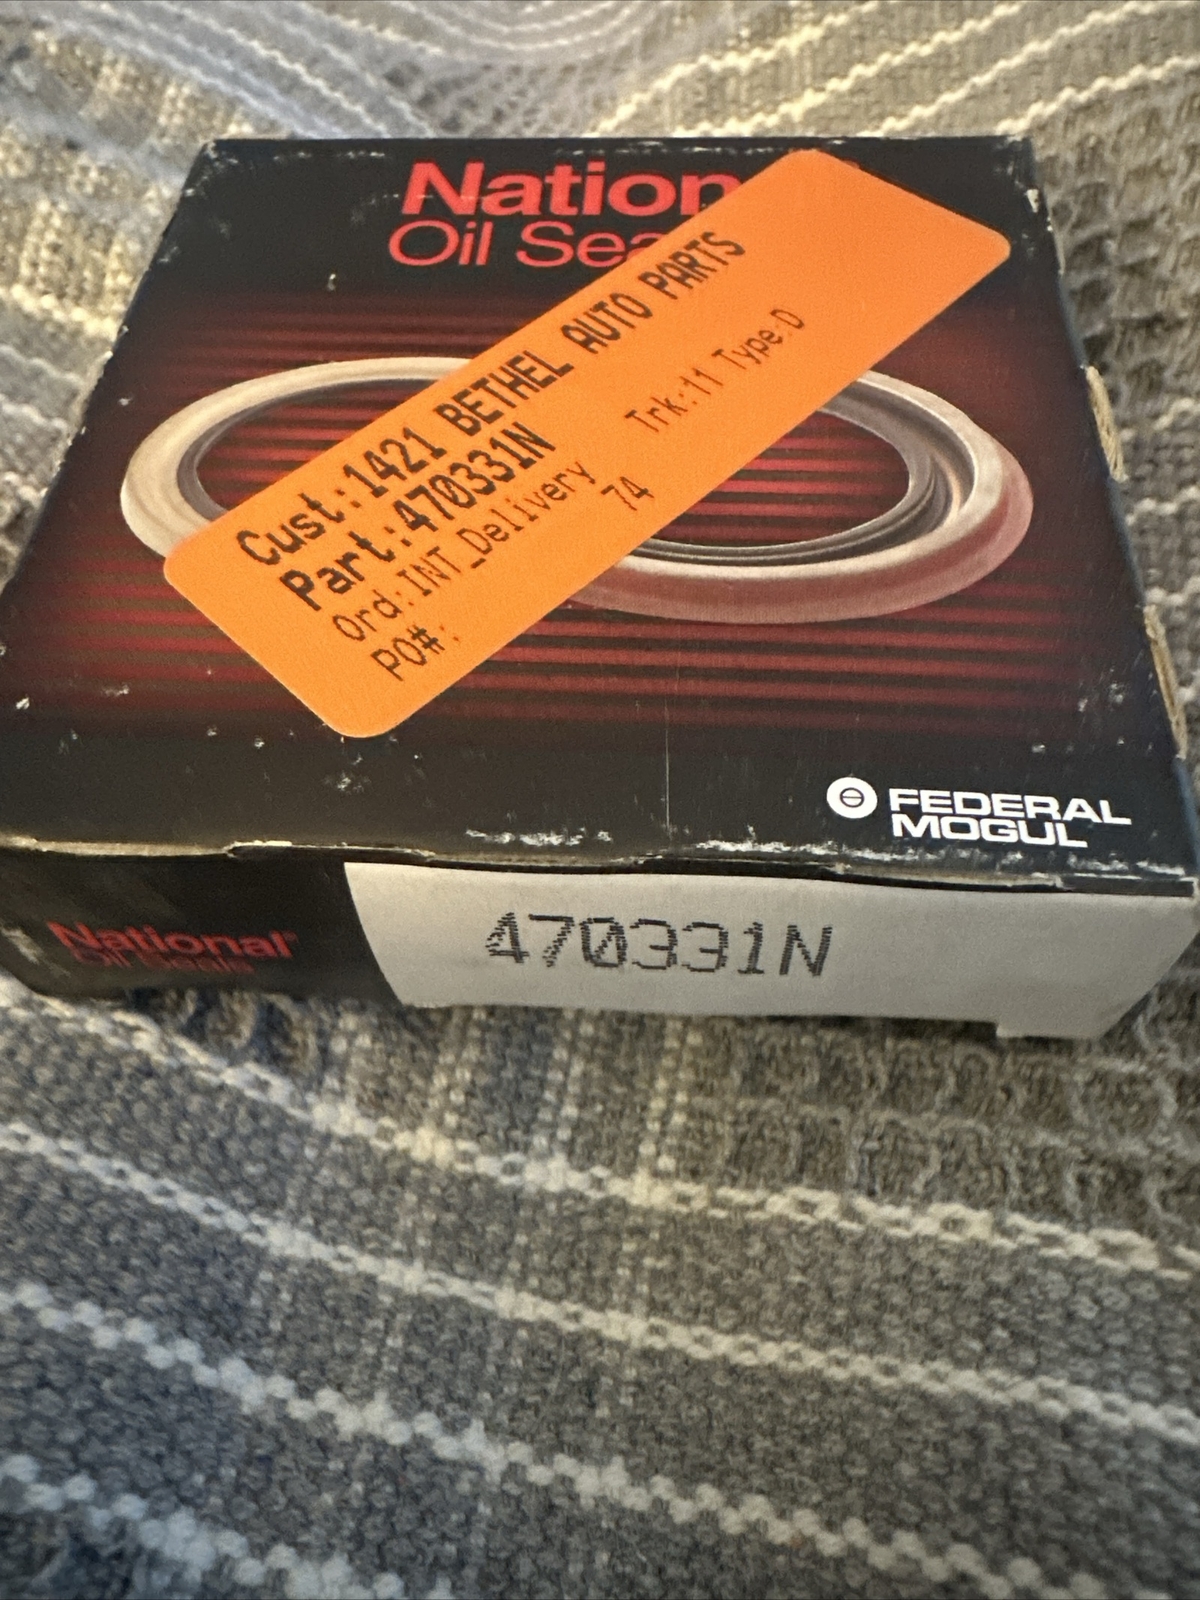 Nation
Oil Sea
Cust:1421 BETHEL AUTO PARTS
Part:470331N
Ord:INT_Delivery Trk:11 Type:D
PO#: 74
FEDERAL
MOGUL
National®
Oil Seals
470331N